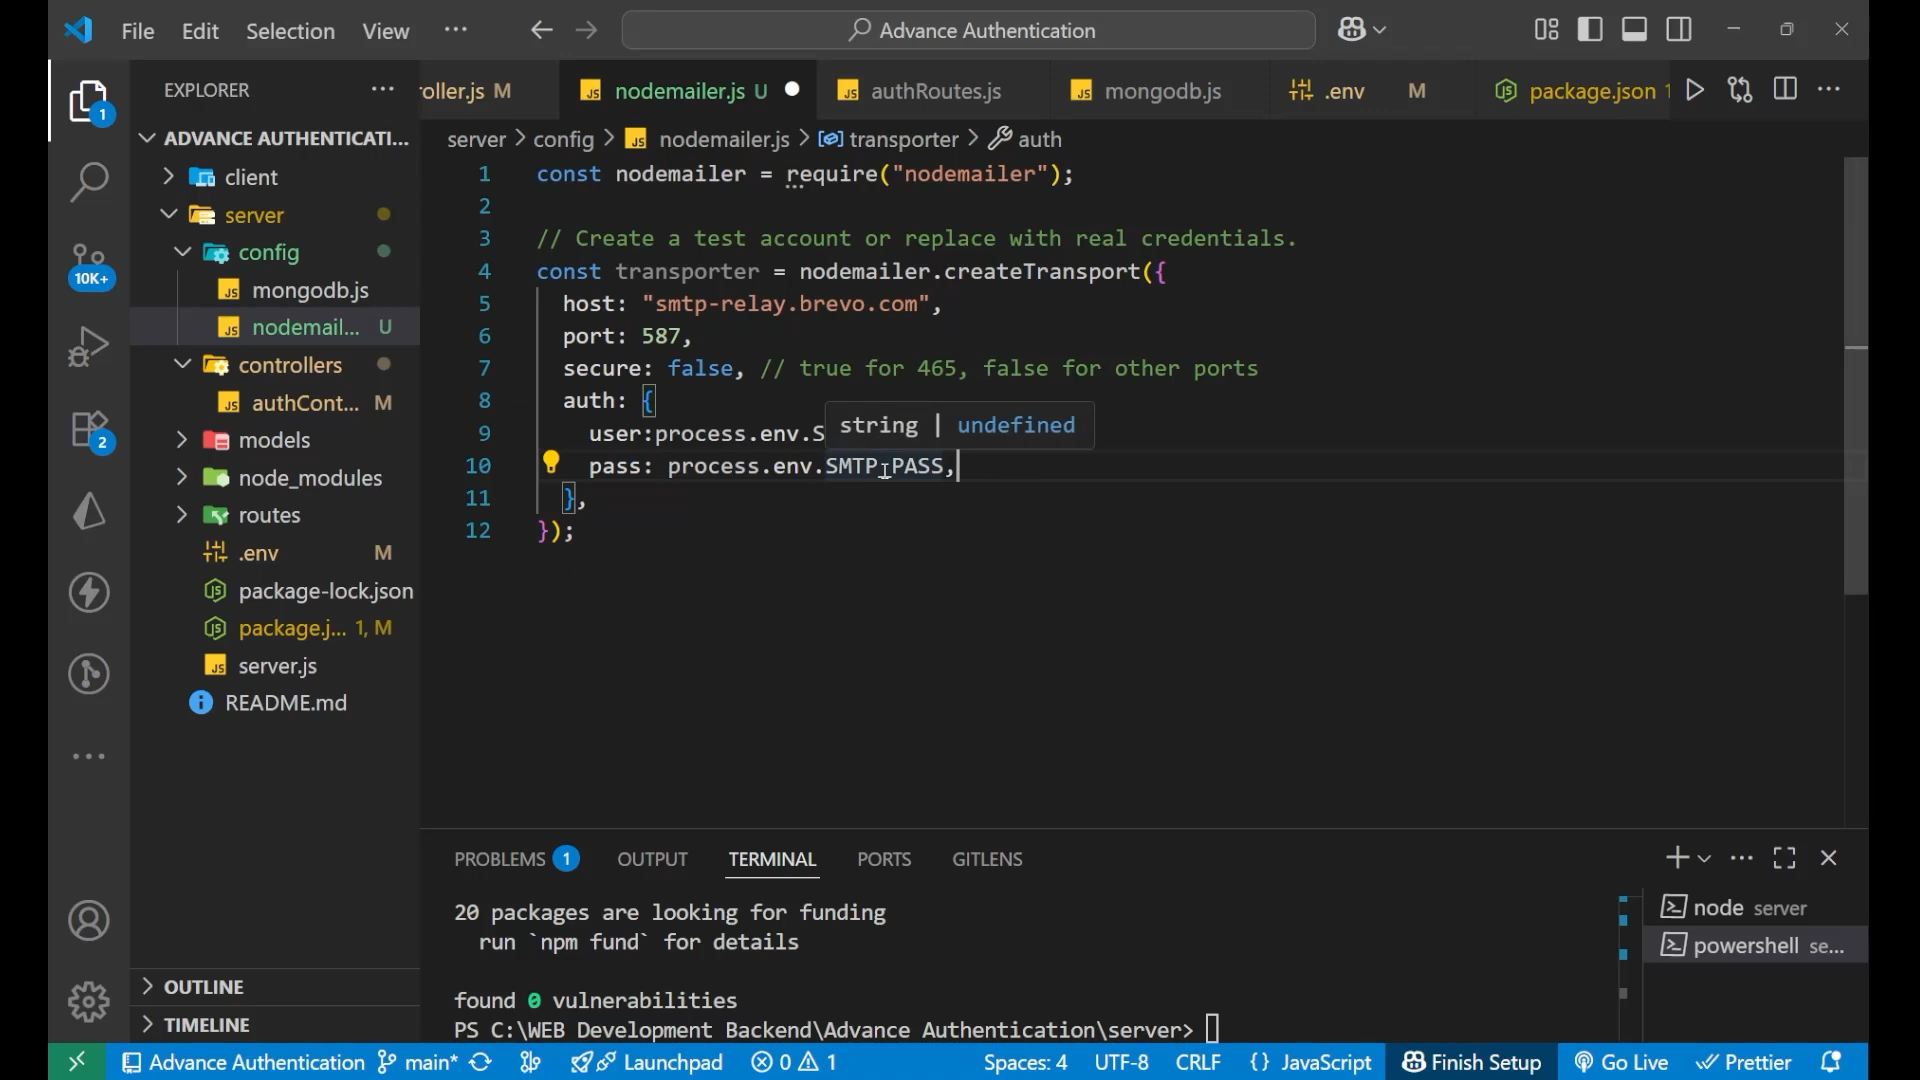 File Edit Selection View ··· Advance Authentication
EXPLORER ···
oller.js M nodemailer.js U authRoutes.js mongodb.js .env M package.json 1
ADVANCE AUTHENTICATI...
client
server
config
mongodb.js
nodemail... U
controllers
authCont... M
models
node_modules
routes
.env M
package-lock.json
package.j... 1, M
server.js
README.md
OUTLINE
TIMELINE
1
10K+
2
server > config > JS nodemailer.js > transporter > auth
1 const nodemailer = require("nodemailer");
2
3 // Create a test account or replace with real credentials.
4 const transporter = nodemailer.createTransport({
5 host: "smtp-relay.brevo.com",
6 port: 587,
7 secure: false, // true for 465, false for other ports
8 auth: {
string | undefined
9 user:process.env.S
10 pass: process.env.SMTP_PASS,
11 },
12 });
PROBLEMS 1 OUTPUT TERMINAL PORTS GITLENS
20 packages are looking for funding
run `npm fund` for details
found 0 vulnerabilities
PS C:\WEB Development Backend\Advance Authentication\server>
node server
powershell se...
Advance Authentication main* Launchpad 0 1 Spaces: 4 UTF-8 CRLF {} JavaScript Finish Setup Go Live Prettier